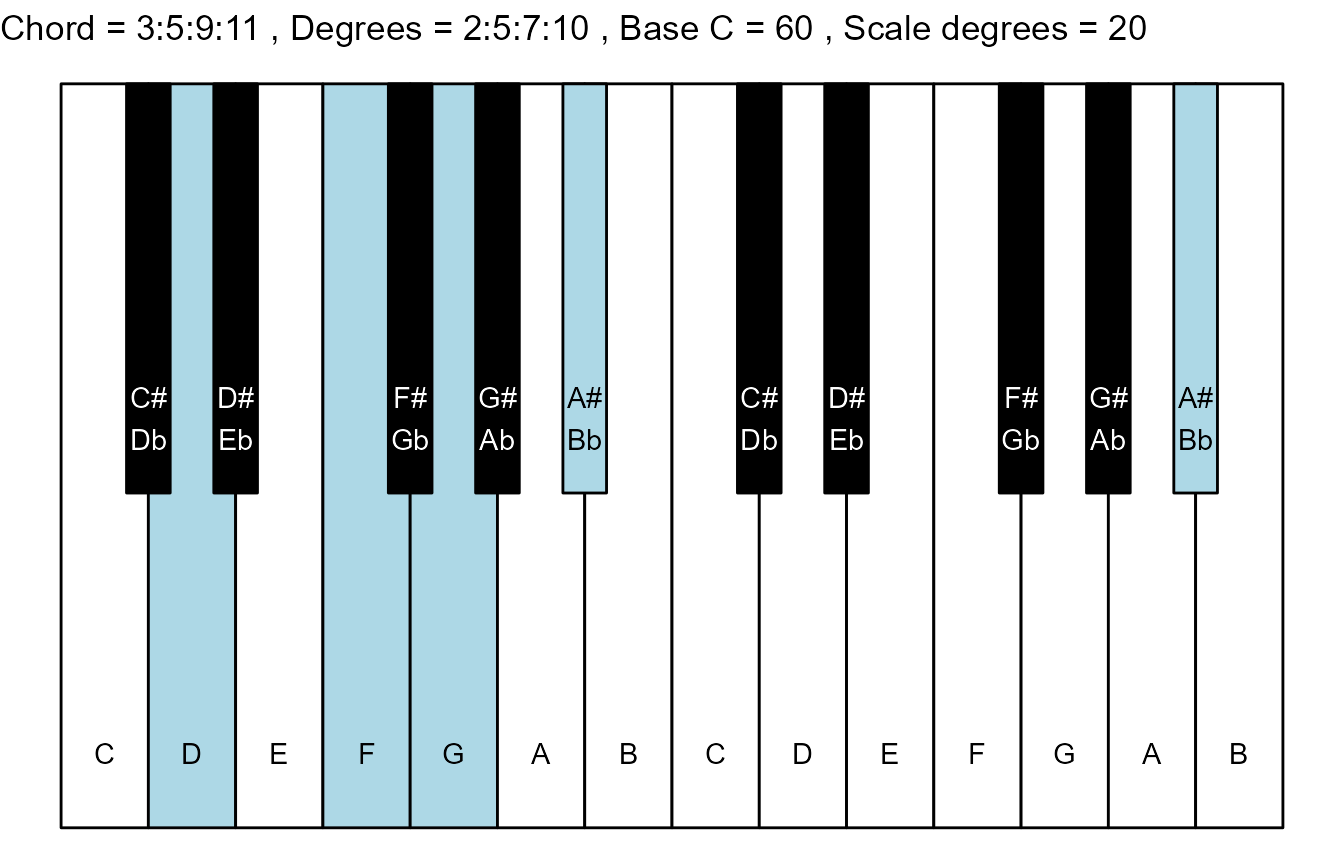 Chord = 3:5:9:11 , Degrees = 2:5:7:10 , Base C = 60 , Scale degrees = 20
C# D# F# G# A# C# D# F# G# A#
Db Eb Gb Ab Bb Db Eb Gb Ab Bb
C D E F G A B C D E F G A B